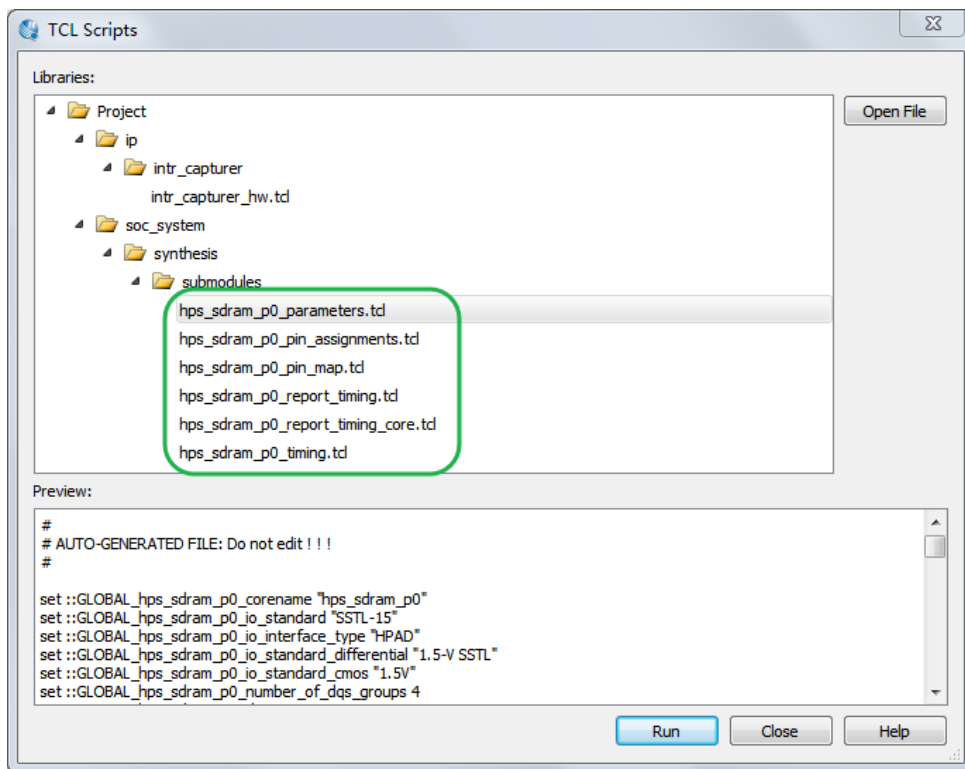 TCL Scripts
Libraries:
Project
Open File
ip
intr_capturer
intr_capturer_hw.tcl
soc_system
synthesis
submodules
hps_sdram_p0_parameters.tcl
hps_sdram_p0_pin_assignments.tcl
hps_sdram_p0_pin_map.tcl
hps_sdram_p0_report_timing.tcl
hps_sdram_p0_report_timing_core.tcl
hps_sdram_p0_timing.tcl
Preview:
#
# AUTO-GENERATED FILE: Do not edit ! ! !
#
set ::GLOBAL_hps_sdram_p0_corename "hps_sdram_p0"
set ::GLOBAL_hps_sdram_p0_io_standard "SSTL-15"
set ::GLOBAL_hps_sdram_p0_io_interface_type "HPAD"
set ::GLOBAL_hps_sdram_p0_io_standard_differential "1.5-V SSTL"
set ::GLOBAL_hps_sdram_p0_io_standard_cmos "1.5V"
set ::GLOBAL_hps_sdram_p0_number_of_dqs_groups 4
Run Close Help